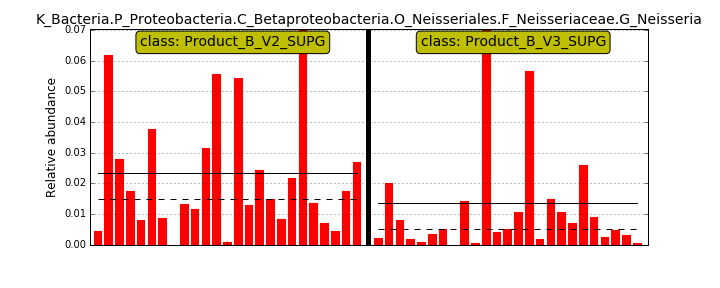 K_Bacteria.P_Proteobacteria.C_Betaproteobacteria.O_Neisseriales.F_Neisseriaceae.G_Neisseria
class: Product_B_V2_SUPG
class: Product_B_V3_SUPG
0.07
0.06
0.05
0.04
0.03
0.02
0.01
0.00
Relative abundance